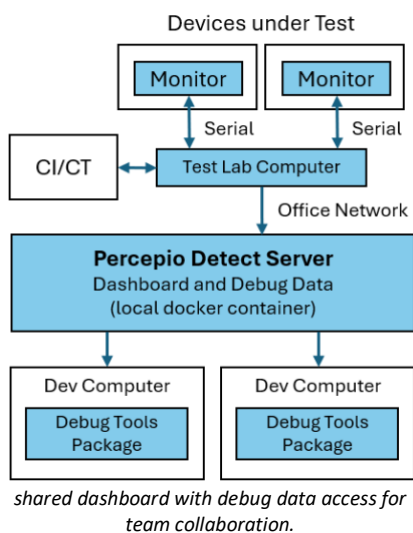 Devices under Test
Monitor
Monitor
Serial
Serial
CI/CT
Test Lab Computer
Office Network
Percepio Detect Server
Dashboard and Debug Data
(local docker container)
Dev Computer
Debug Tools
Package
Dev Computer
Debug Tools
Package
shared dashboard with debug data access for
team collaboration.